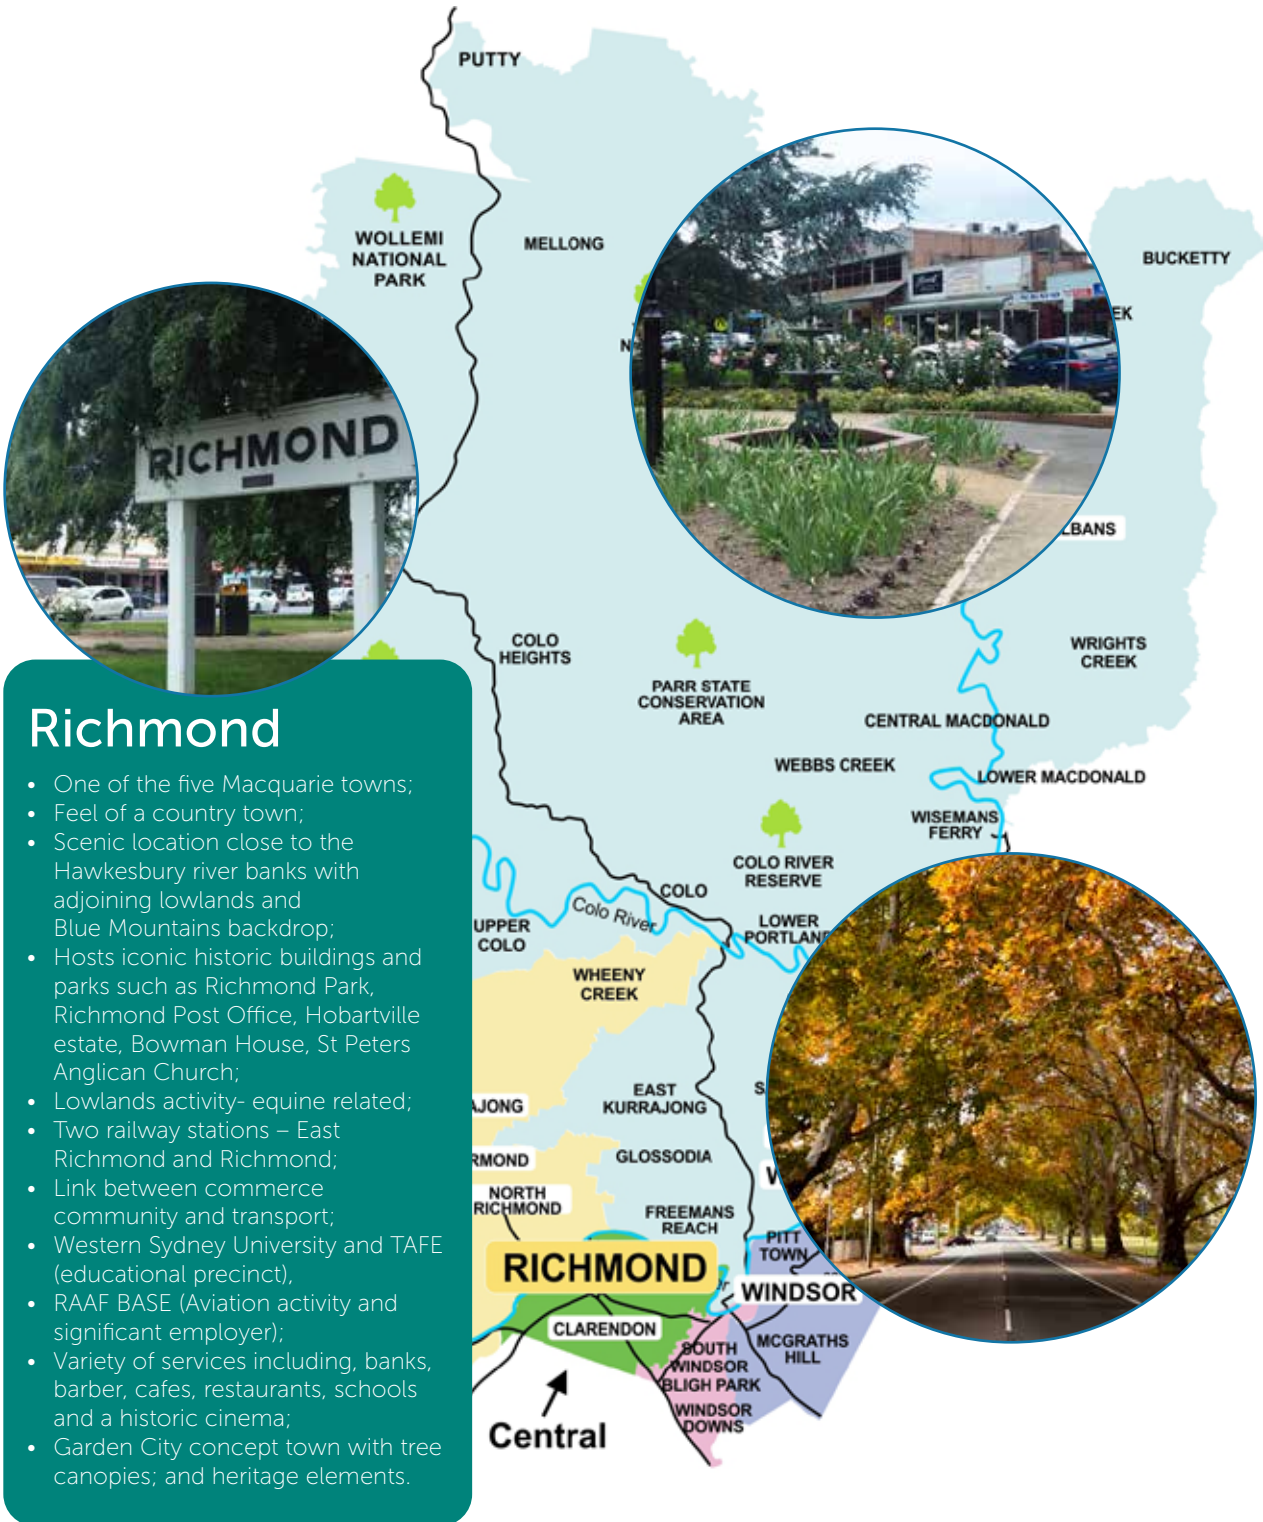 PUTTY
WOLLEMI
NATIONAL
PARK
MELLONG
BUCKETTY
EK
N
RICHMOND
LBANS
COLO
HEIGHTS
WRIGHTS
CREEK
PARR STATE
CONSERVATION
AREA
CENTRAL MACDONALD
WEBBS CREEK
LOWER MACDONALD
WISEMANS
FERRY
COLO RIVER
RESERVE
COLO
Colo River
UPPER
COLO
LOWER
PORTLAND
WHEENY
CREEK
EAST
KURRAJONG
S
AJONG
GLOSSODIA
RMOND
W
NORTH
RICHMOND
FREEMANS
REACH
PITT
TOWN
RICHMOND
WINDSOR
CLARENDON
MCGRATHS
HILL
SOUTH
WINDSOR
BLIGH PARK
WINDSOR
DOWNS
Central
Richmond
• One of the five Macquarie towns;
• Feel of a country town;
• Scenic location close to the
Hawkesbury river banks with
adjoining lowlands and
Blue Mountains backdrop;
• Hosts iconic historic buildings and
parks such as Richmond Park,
Richmond Post Office, Hobartville
estate, Bowman House, St Peters
Anglican Church;
• Lowlands activity- equine related;
• Two railway stations – East
Richmond and Richmond;
• Link between commerce
community and transport;
• Western Sydney University and TAFE
(educational precinct),
• RAAF BASE (Aviation activity and
significant employer);
• Variety of services including, banks,
barber, cafes, restaurants, schools
and a historic cinema;
• Garden City concept town with tree
canopies; and heritage elements.